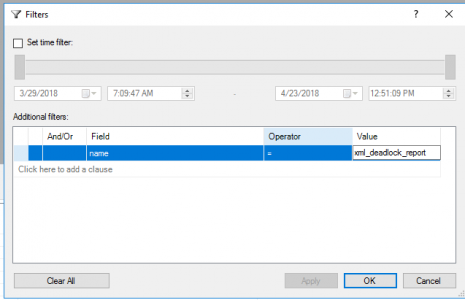 Filters
Set time filter:
3/29/2018 7:09:47 AM - 4/23/2018 12:51:09 PM
Additional filters:
And/Or Field Operator Value
name = xml_deadlock_report
Click here to add a clause
Clear All Apply OK Cancel